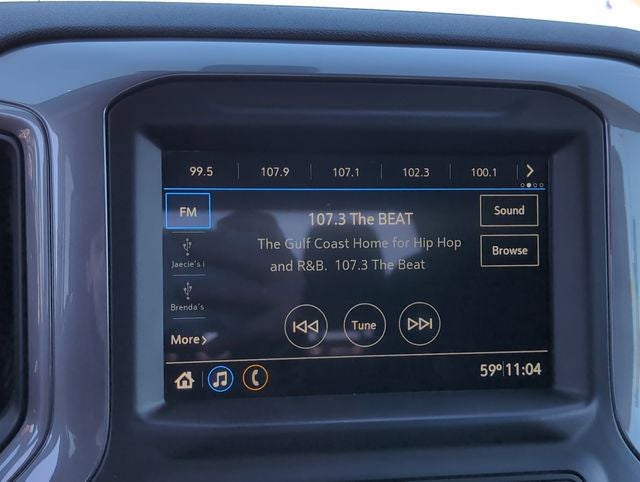 99.5 107.9 107.1 102.3 100.1
FM
107.3 The BEAT
Sound
The Gulf Coast Home for Hip Hop
and R&B. 107.3 The Beat
Browse
Jaecie's i
Brenda's
Tune
More
59° 11:04